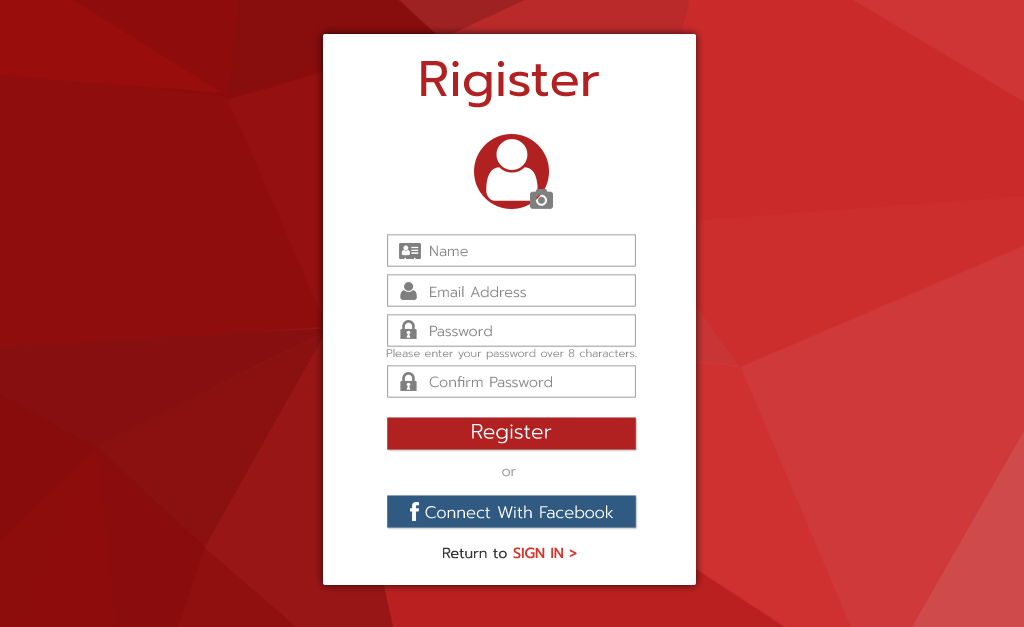 Rigister
Name
Email Address
Password
Please enter your password over 8 characters.
Confirm Password
Register
or
f Connect With Facebook
Return to SIGN IN >